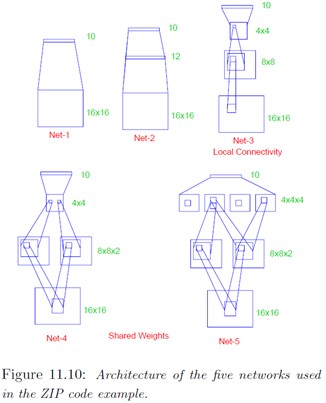 10
10
10
4x4
12
8x8
16x16
16x16
16x16
Net-1
Net-2
Net-3
Local Connectivity
10
10
4x4
4x4x4
8x8x2
8x8x2
16x16
16x16
Net-4
Shared Weights
Net-5
Figure 11.10: Architecture of the five networks used
in the ZIP code example.